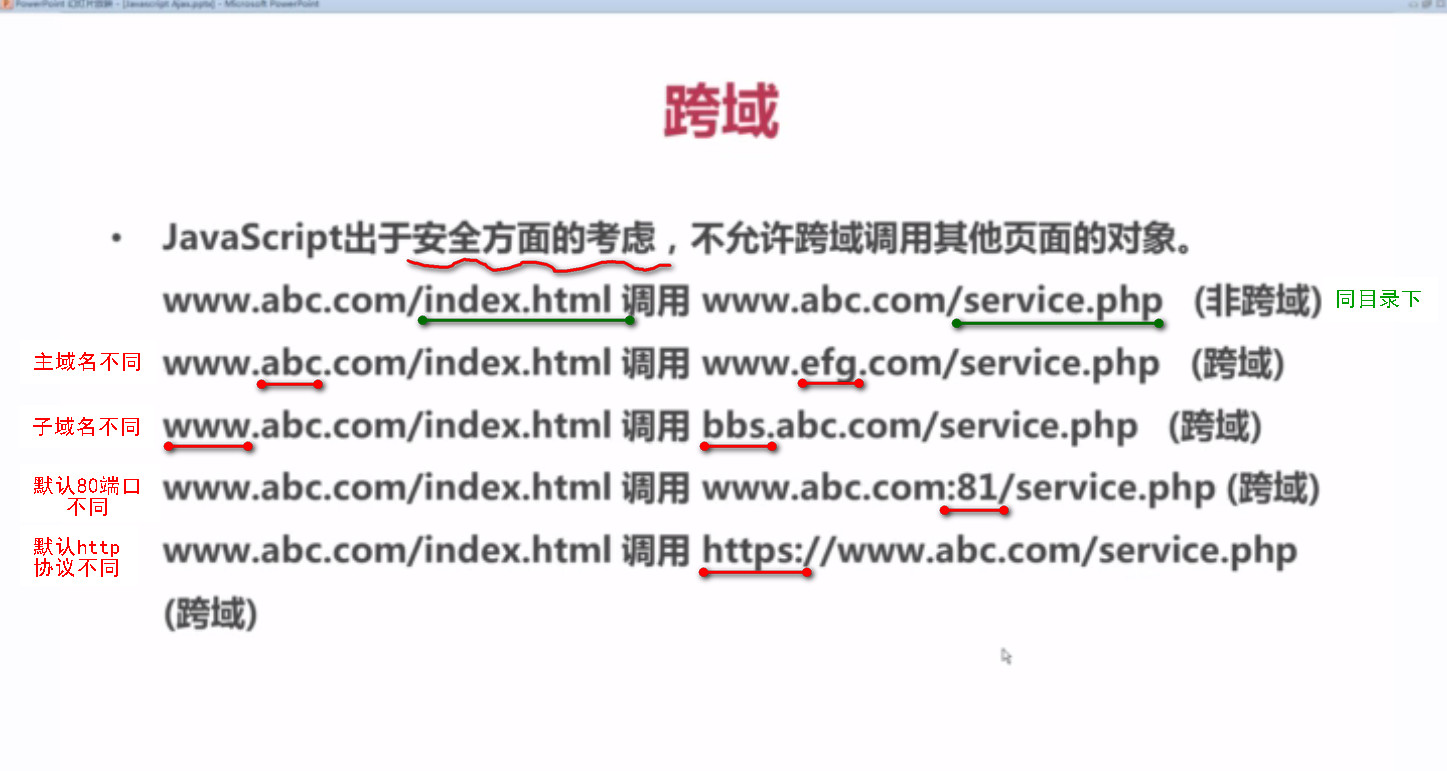 PowerPoint 幻灯片放映 - [Javascript Ajax.pptx] - Microsoft PowerPoint
跨域
• JavaScript出于安全方面的考虑，不允许跨域调用其他页面的对象。
www.abc.com/index.html 调用 www.abc.com/service.php (非跨域) 同目录下
主域名不同 www.abc.com/index.html 调用 www.efg.com/service.php (跨域)
子域名不同 www.abc.com/index.html 调用 bbs.abc.com/service.php (跨域)
默认80端口
不同
www.abc.com/index.html 调用 www.abc.com:81/service.php (跨域)
默认http
协议不同
www.abc.com/index.html 调用 https://www.abc.com/service.php
(跨域)